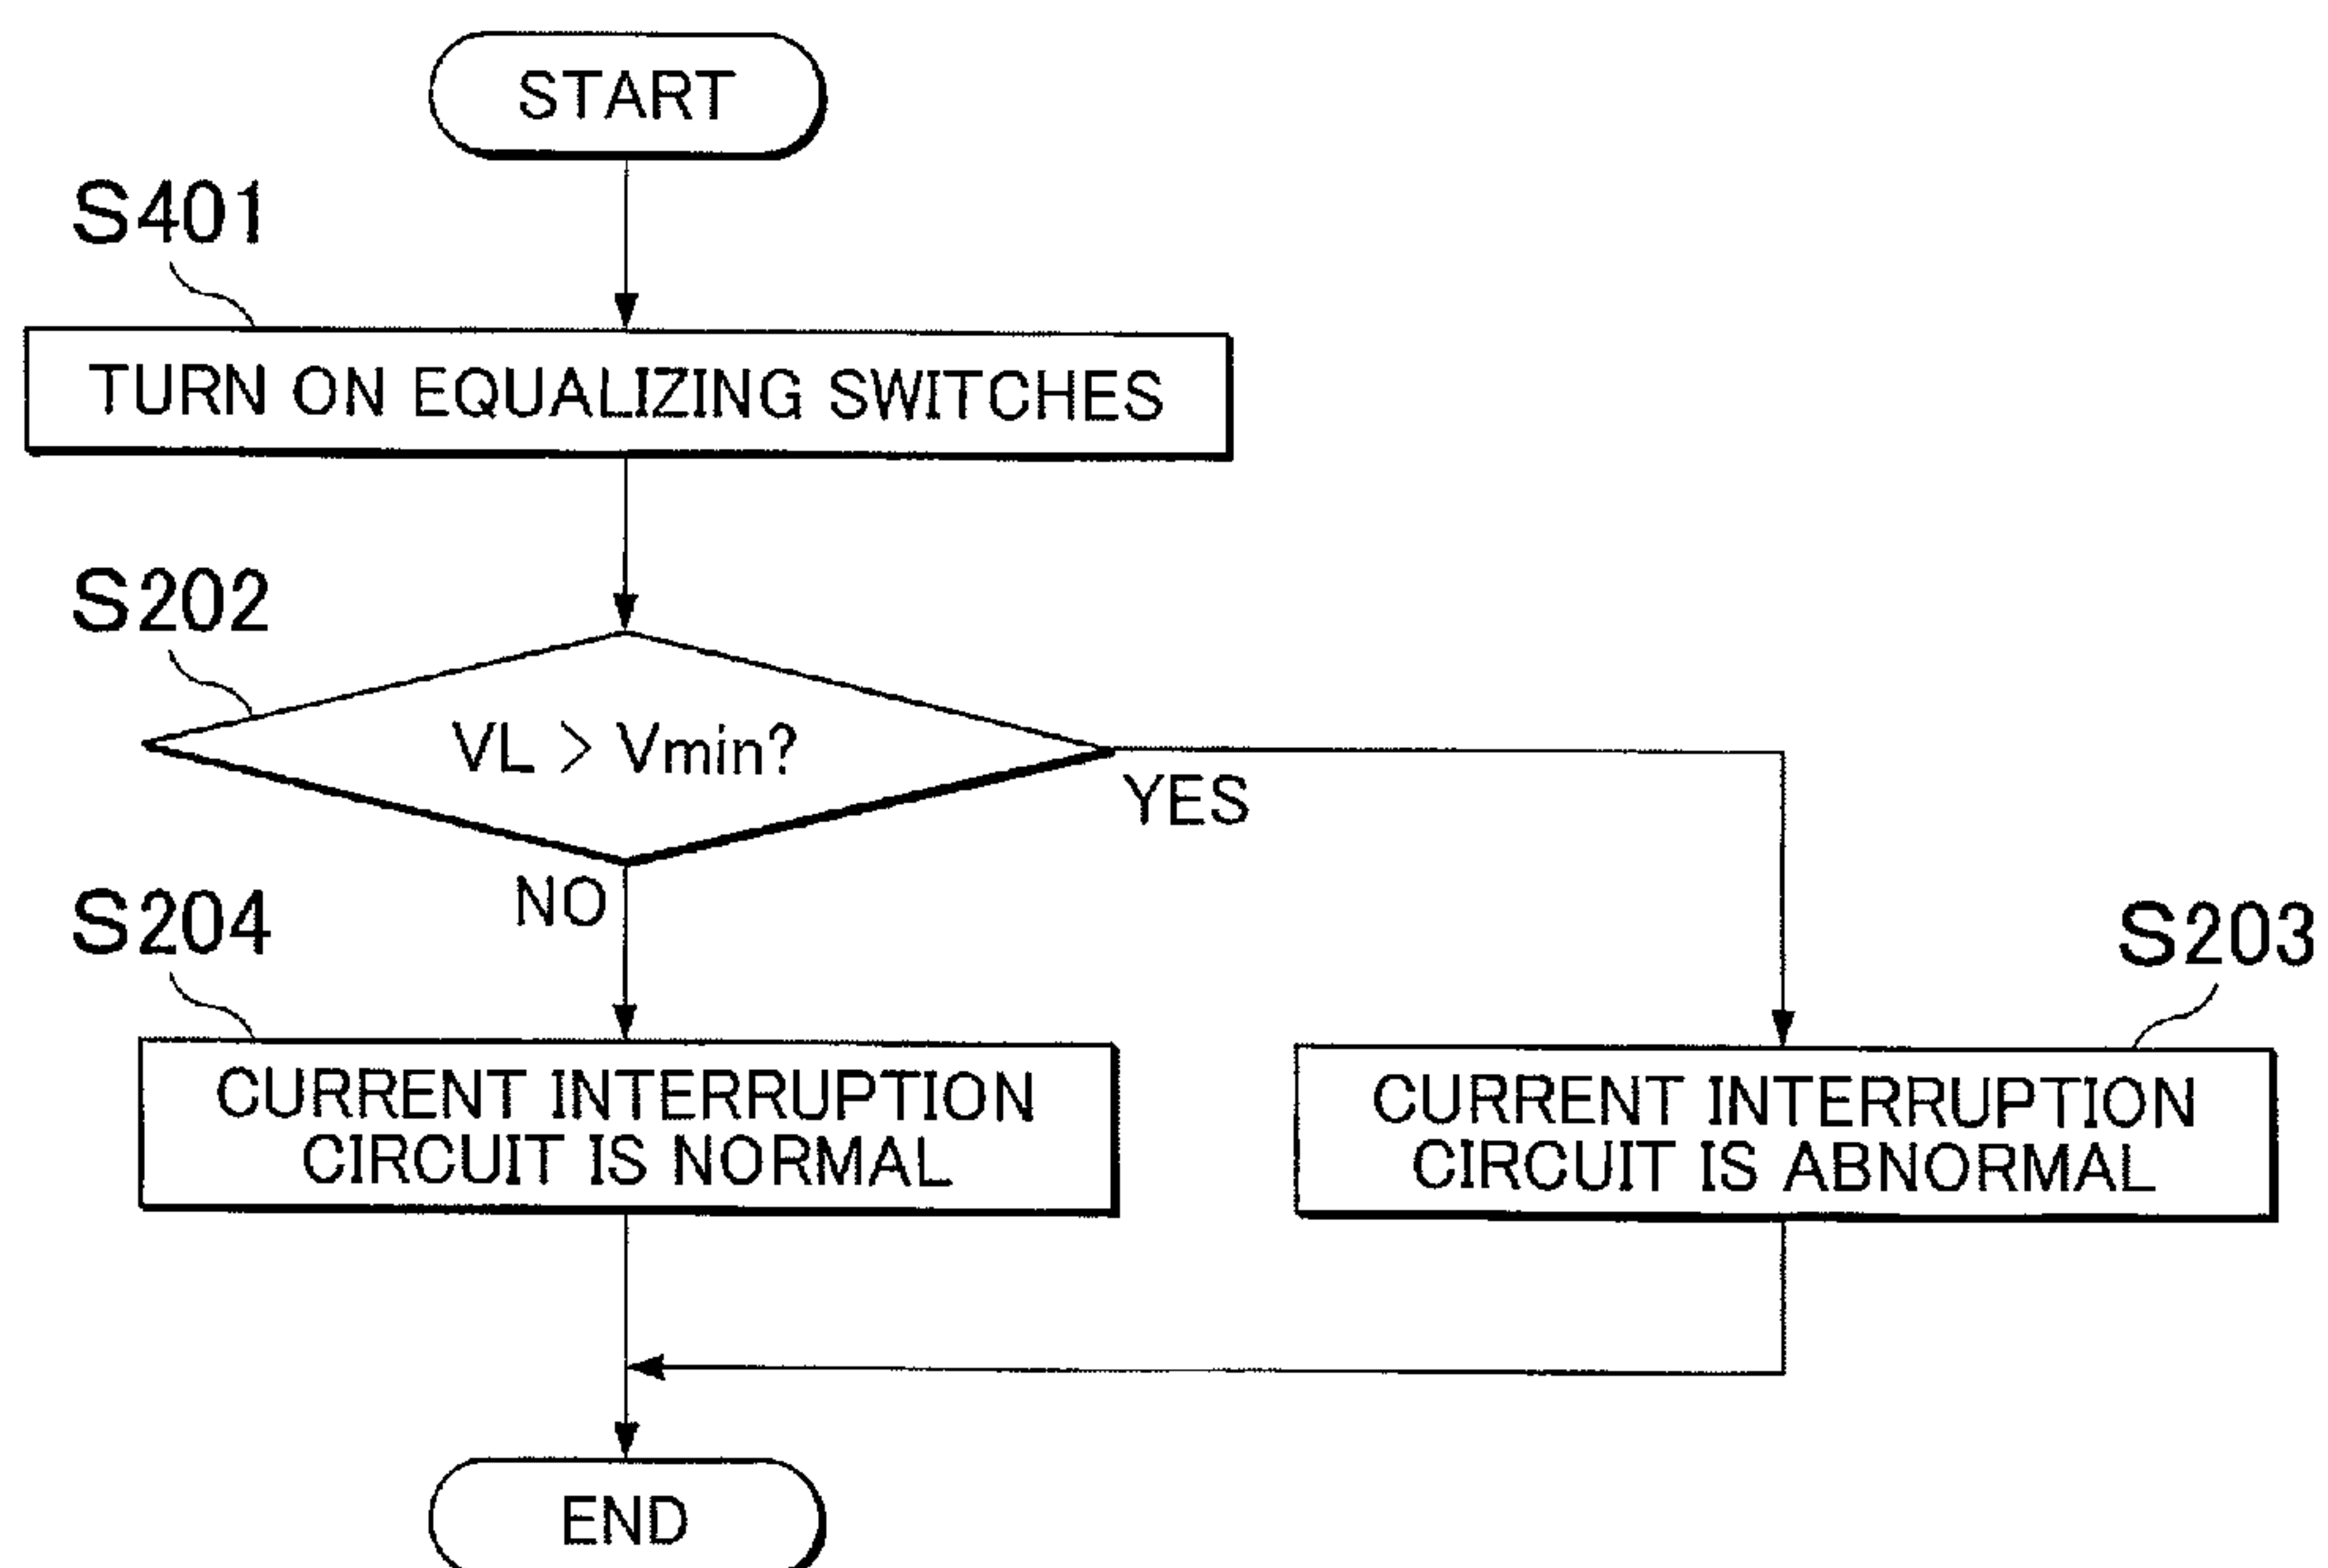 START
S401
TURN ON EQUALIZING SWITCHES
S202
VL > Vmin?
YES
NO
S204
S203
CURRENT INTERRUPTION
CIRCUIT IS NORMAL
CURRENT INTERRUPTION
CIRCUIT IS ABNORMAL
END